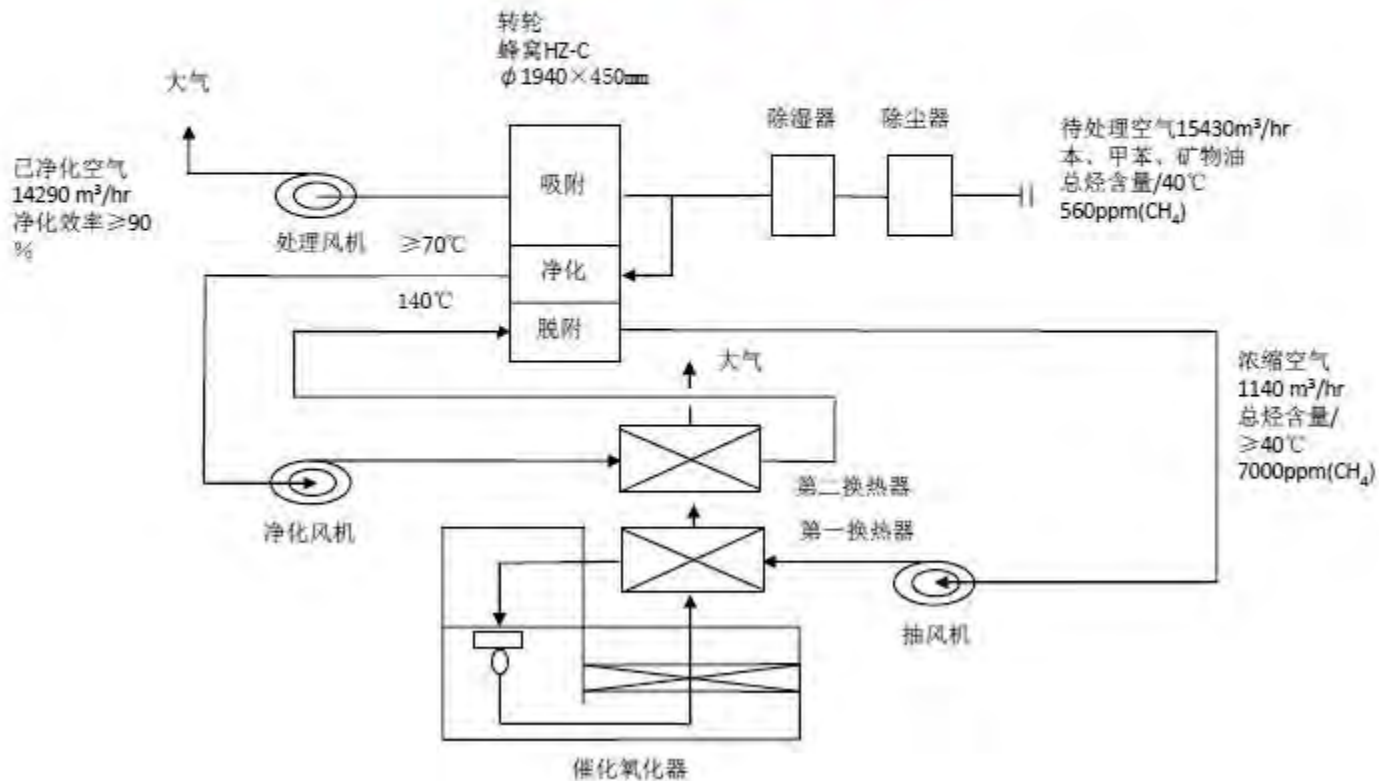 转轮
蜂窝HZ-C
φ1940×450mm
大气
除湿器
除尘器
待处理空气15430m³/hr
本、甲苯、矿物油
总烃含量/40℃
560ppm(CH₄)
已净化空气
14290 m³/hr
净化效率≥90
%
吸附
处理风机
≥70℃
净化
140℃
脱附
大气
浓缩空气
1140 m³/hr
总烃含量/
≥40℃
7000ppm(CH₄)
第二换热器
净化风机
第一换热器
抽风机
催化氧化器